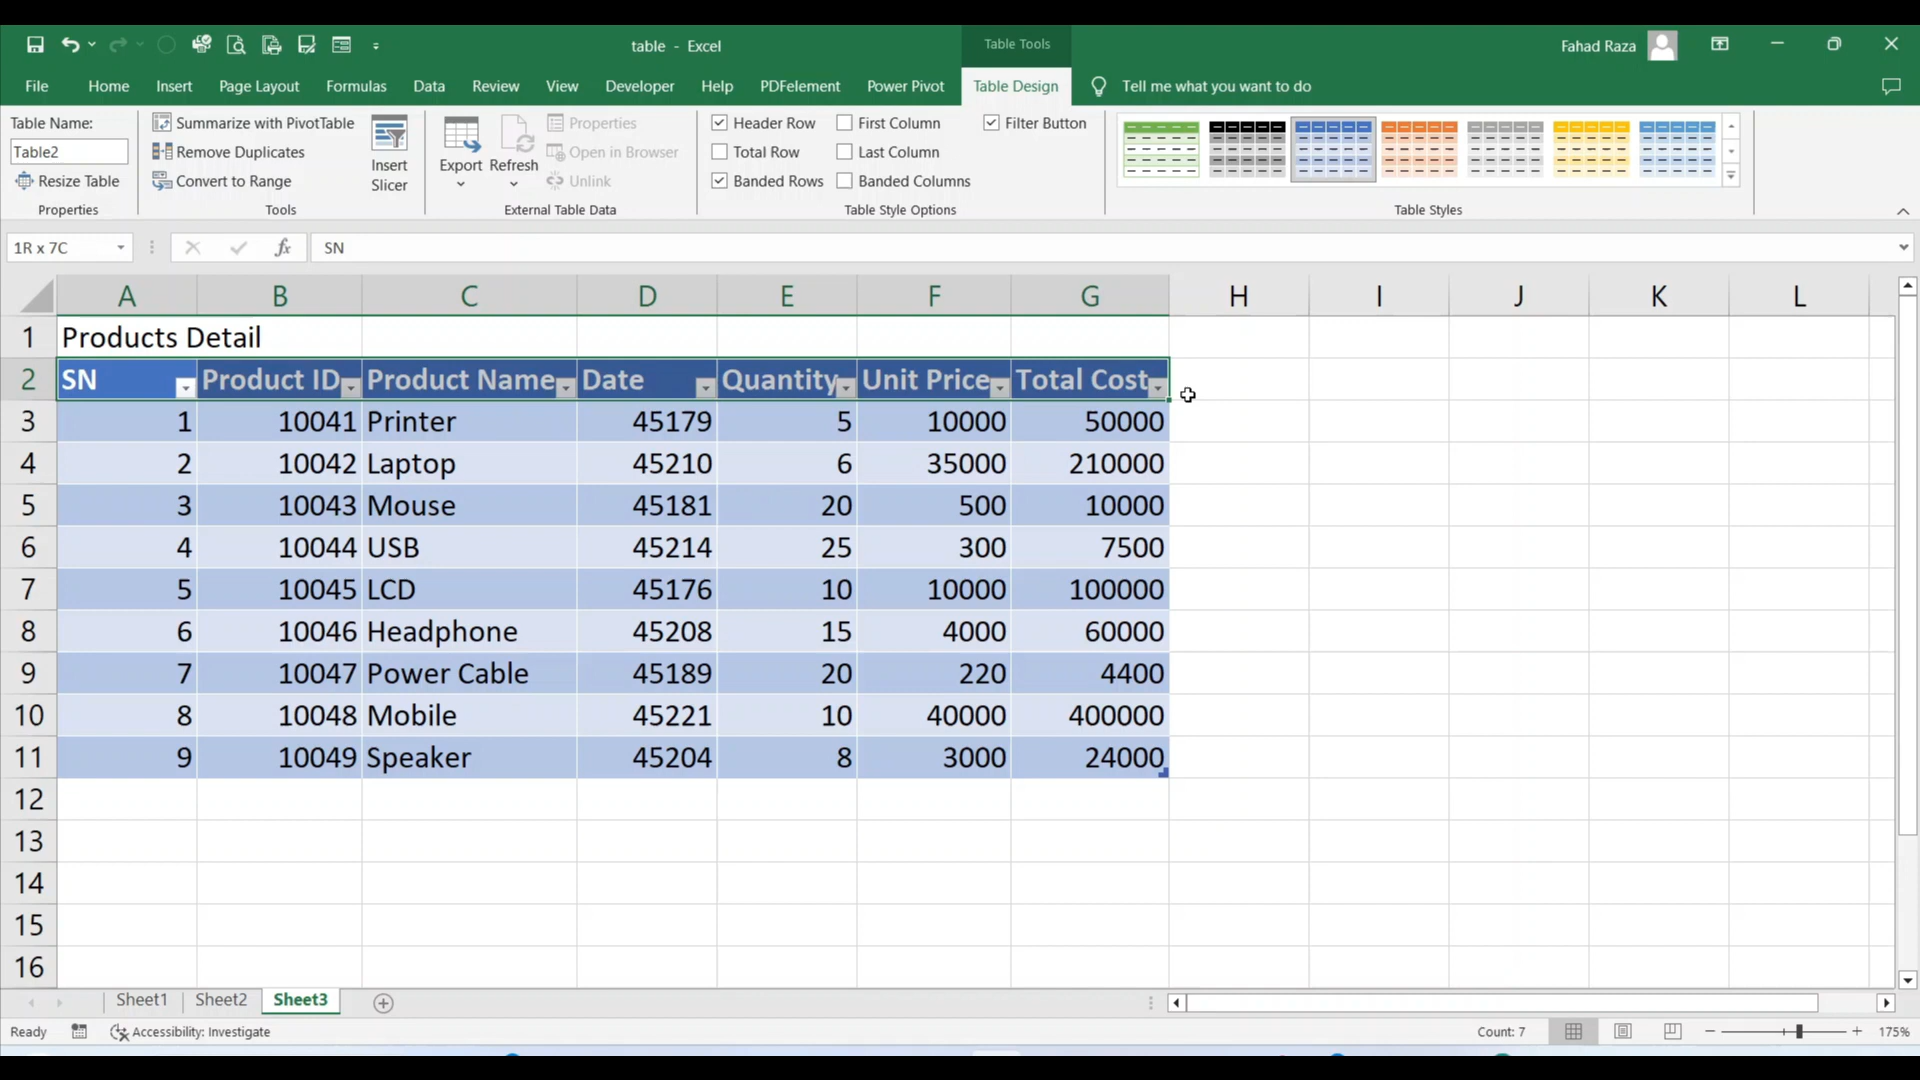 table - Excel
Table Tools
Fahad Raza
File Home Insert Page Layout Formulas Data Review View Developer Help PDFelement Power Pivot Table Design Tell me what you want to do
Table Name:
Table2
Resize Table
Properties
Summarize with PivotTable
Remove Duplicates
Convert to Range
Tools
Insert
Slicer
Export
Refresh
Properties
Open in Browser
Unlink
External Table Data
Header Row
Total Row
Banded Rows
First Column
Last Column
Banded Columns
Filter Button
Table Style Options
Table Styles
1R x 7C fx SN
A B C D E F G H I J K L
1 Products Detail
2 SN Product ID Product Name Date Quantity Unit Price Total Cost
3 1 10041 Printer 45179 5 10000 50000
4 2 10042 Laptop 45210 6 35000 210000
5 3 10043 Mouse 45181 20 500 10000
6 4 10044 USB 45214 25 300 7500
7 5 10045 LCD 45176 10 10000 100000
8 6 10046 Headphone 45208 15 4000 60000
9 7 10047 Power Cable 45189 20 220 4400
10 8 10048 Mobile 45221 10 40000 400000
11 9 10049 Speaker 45204 8 3000 24000
12
13
14
15
16
Sheet1 Sheet2 Sheet3
Ready Accessibility: Investigate Count: 7 175%